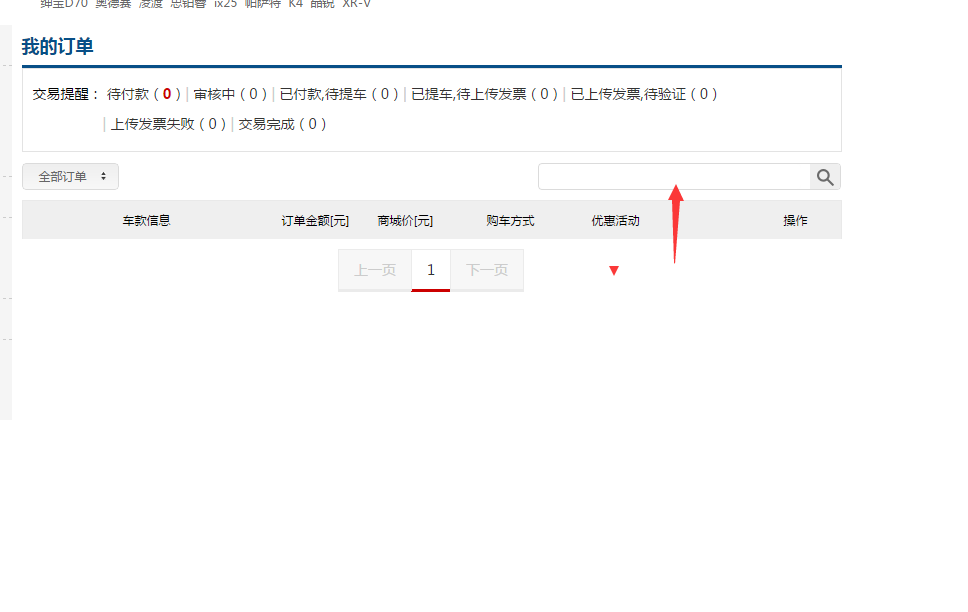 绅宝D70 奥德赛 凌渡 思铂睿 ix25 帕萨特 K4 晶锐 XR-V
我的订单
交易提醒： 待付款（0）| 审核中（0）| 已付款,待提车（0）| 已提车,待上传发票（0）| 已上传发票,待验证（0）
| 上传发票失败（0）| 交易完成（0）
全部订单
车款信息 订单金额[元] 商城价[元] 购车方式 优惠活动 操作
上一页 1 下一页